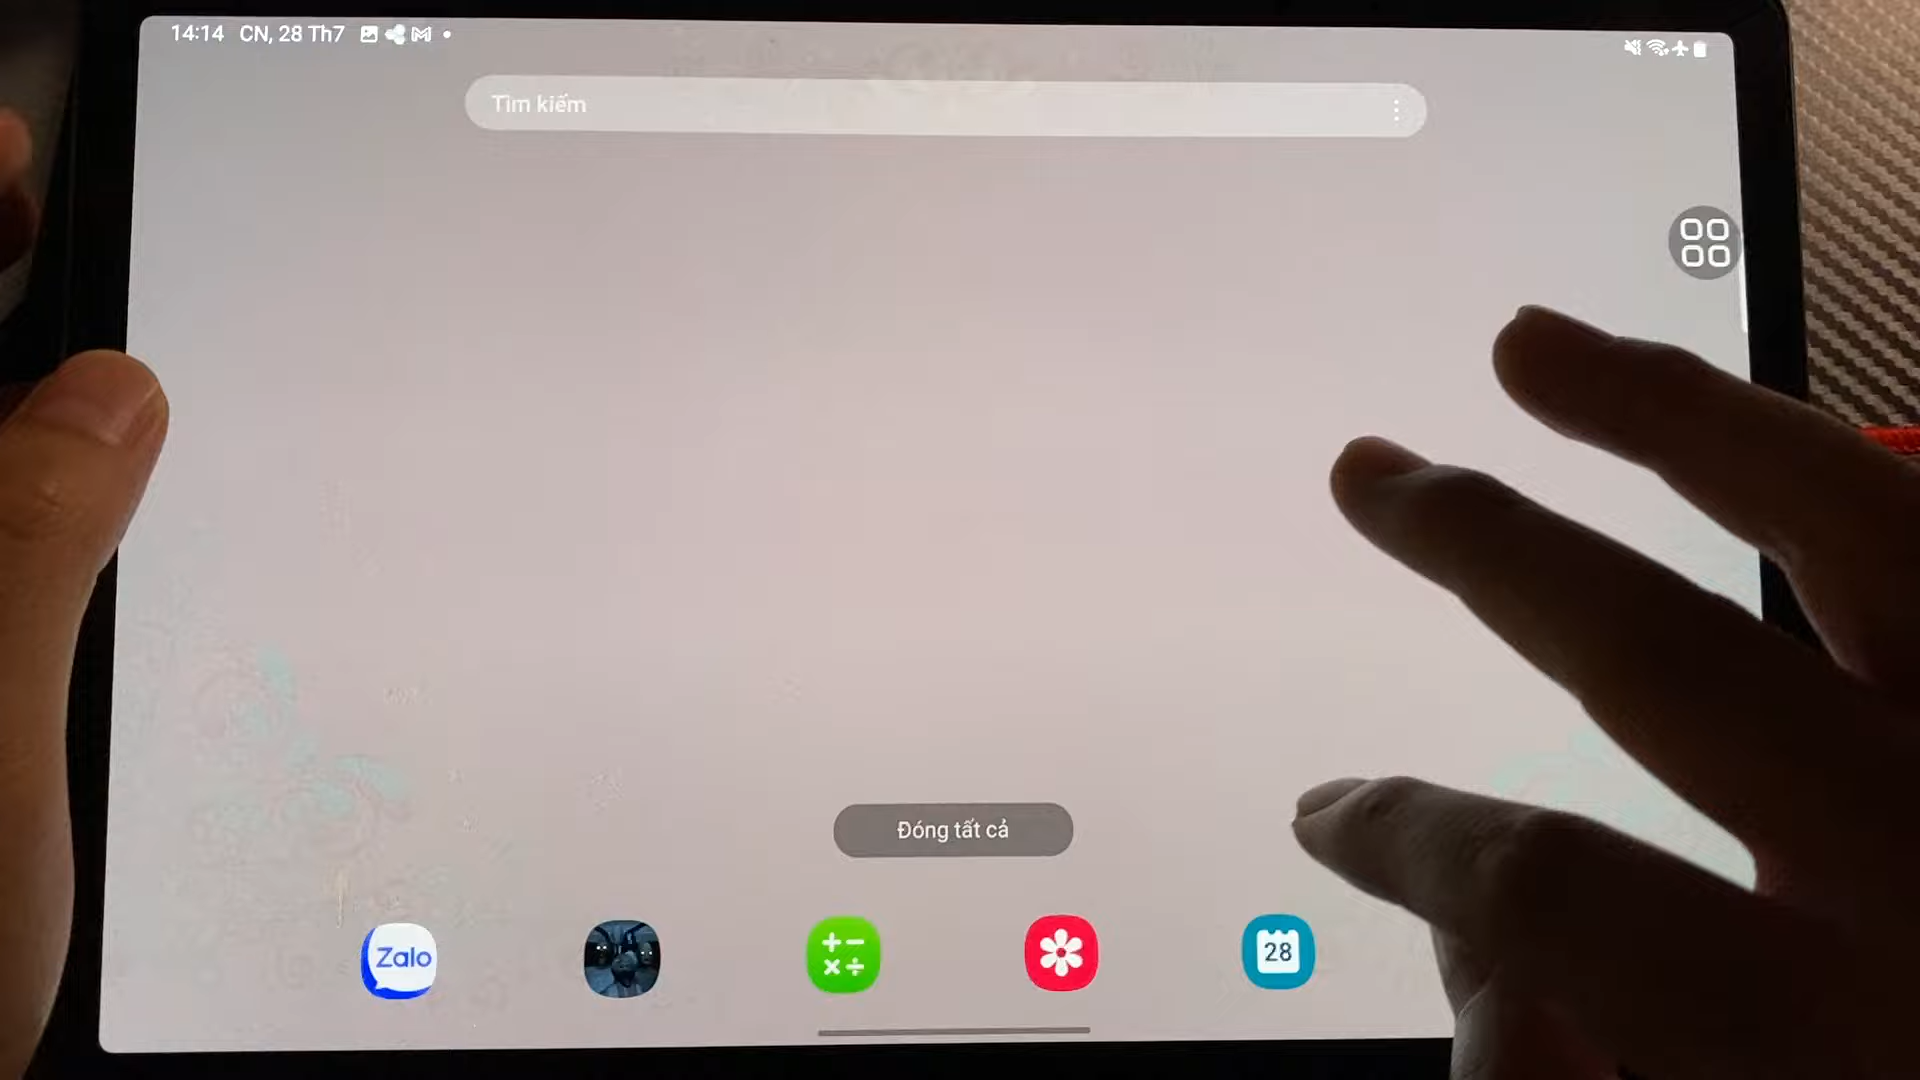 14:14 CN, 28 Th7
Tìm kiếm
Đóng tất cả
Zalo
28